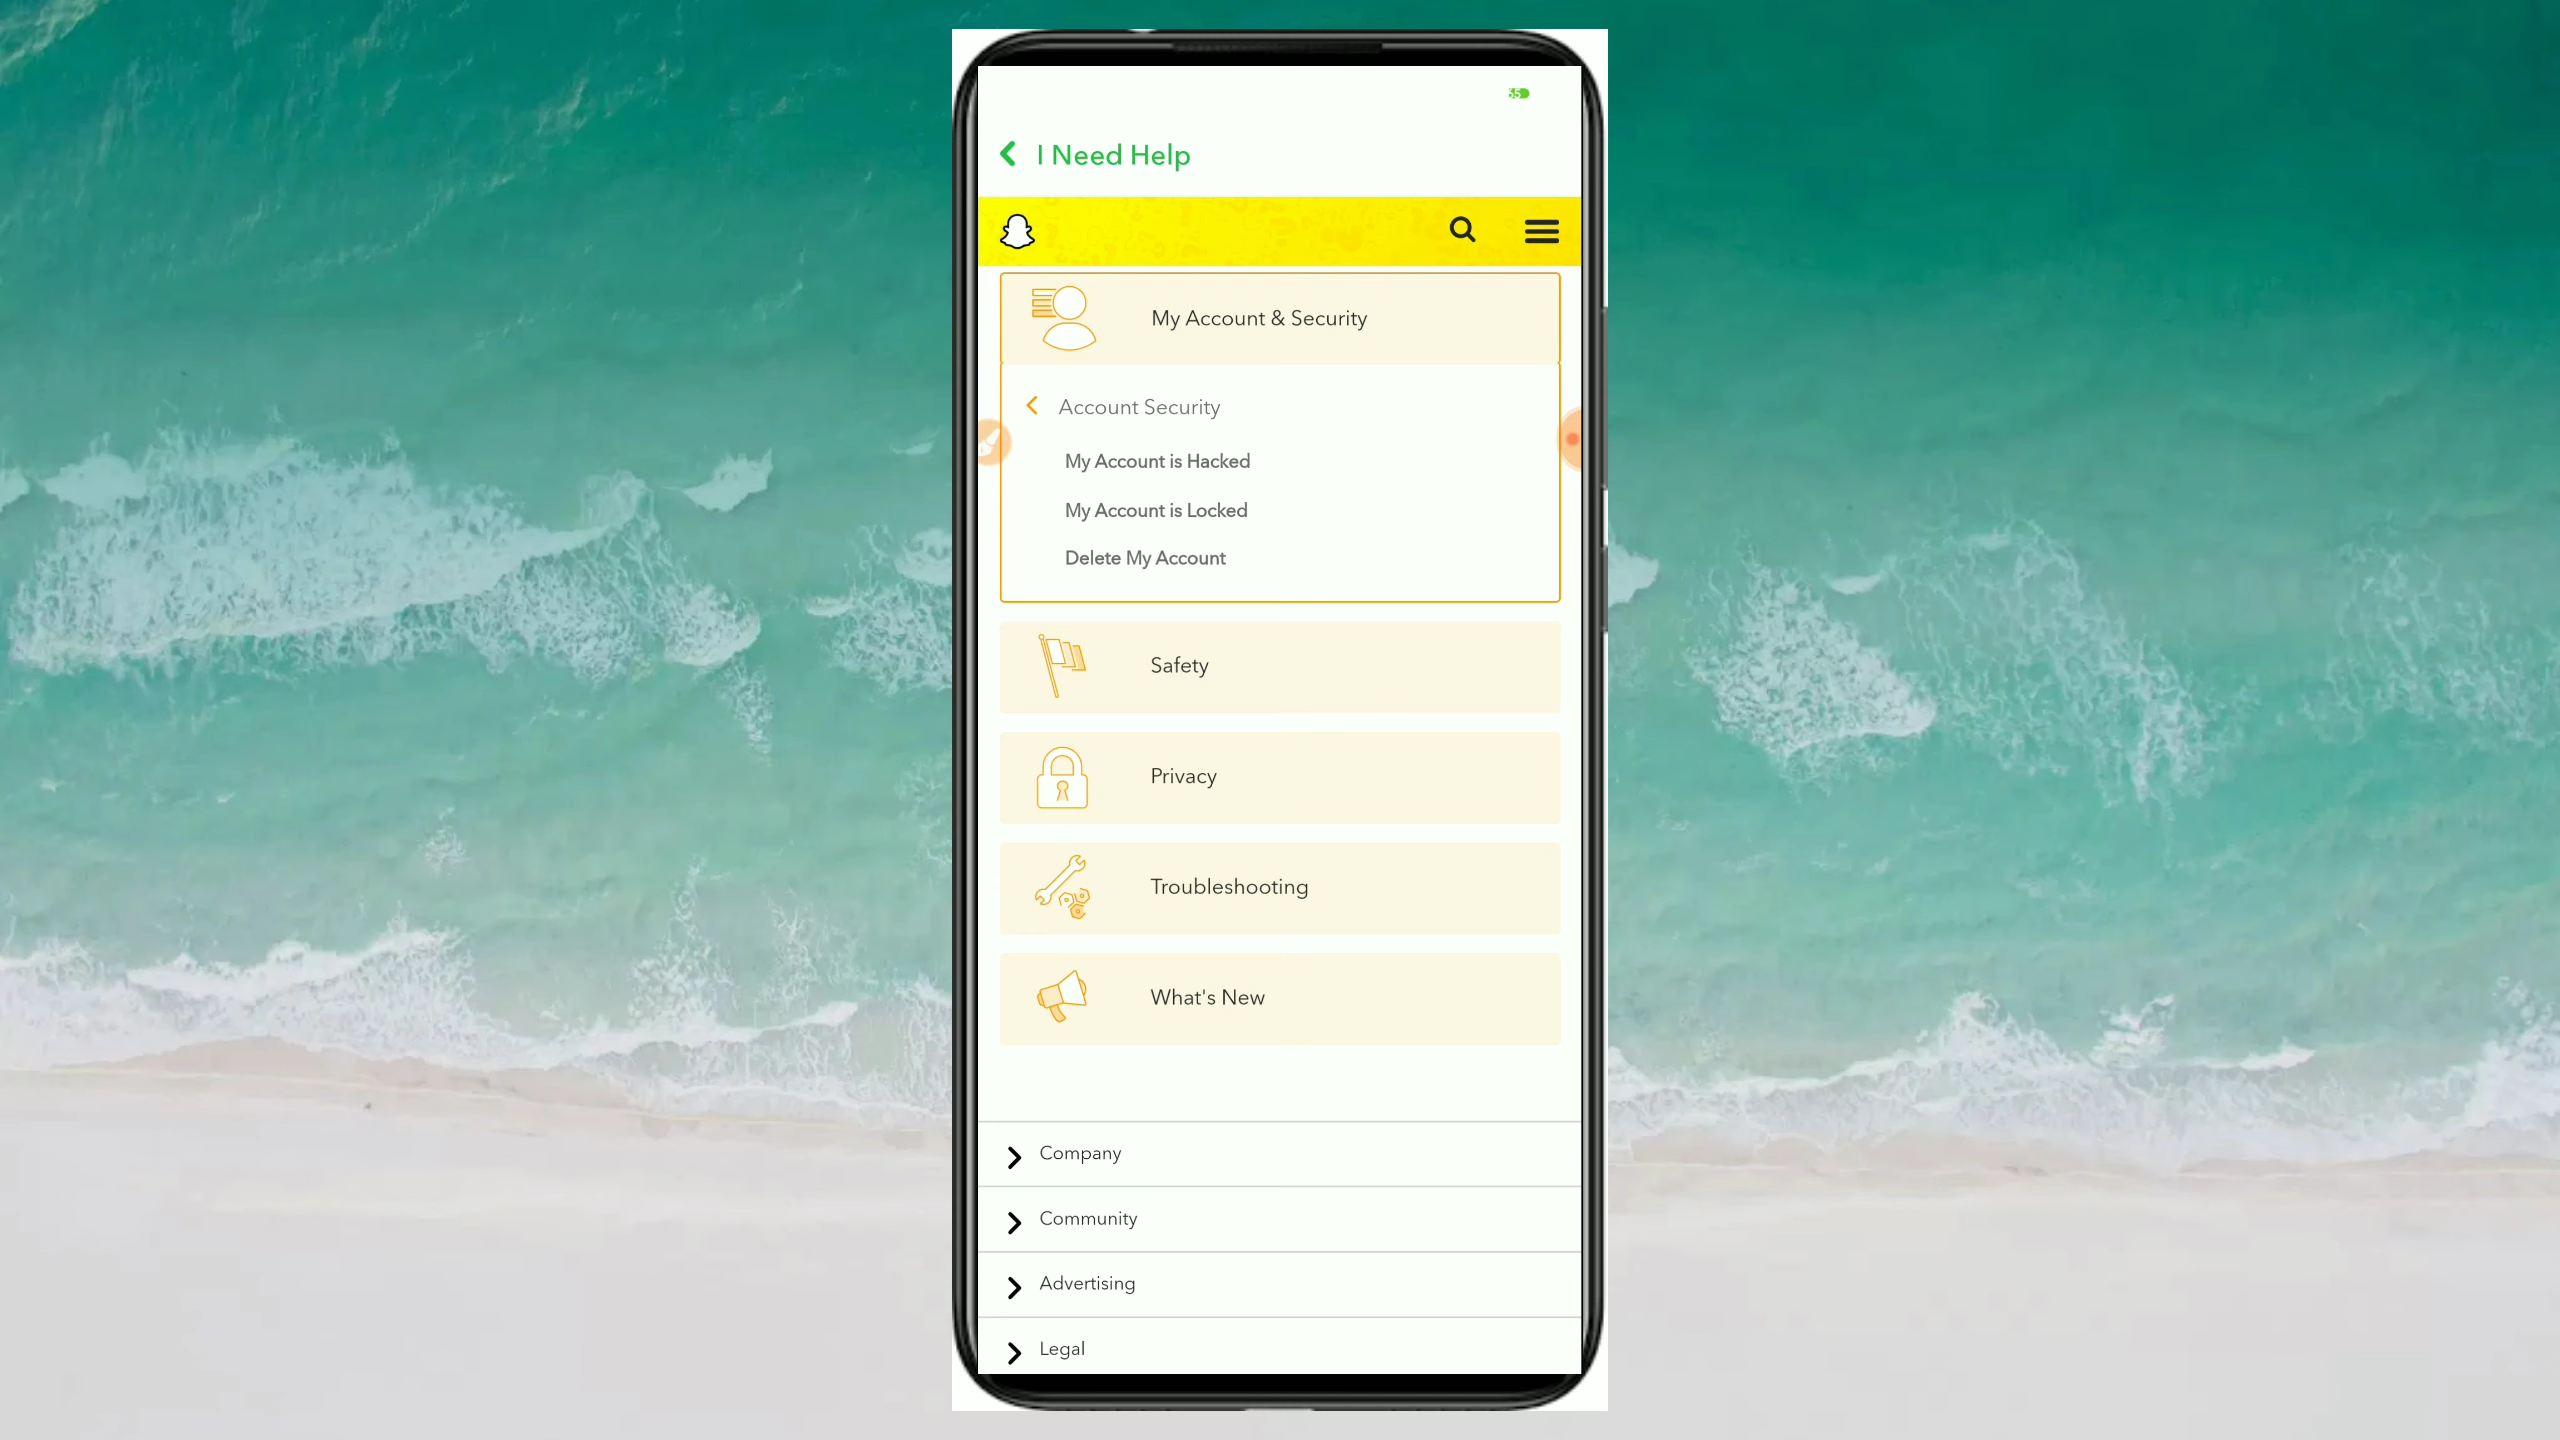 I Need Help
My Account & Security
Account Security
My Account is Hacked
My Account is Locked
Delete My Account
Safety
Privacy
Troubleshooting
What's New
Company
Community
Advertising
Legal